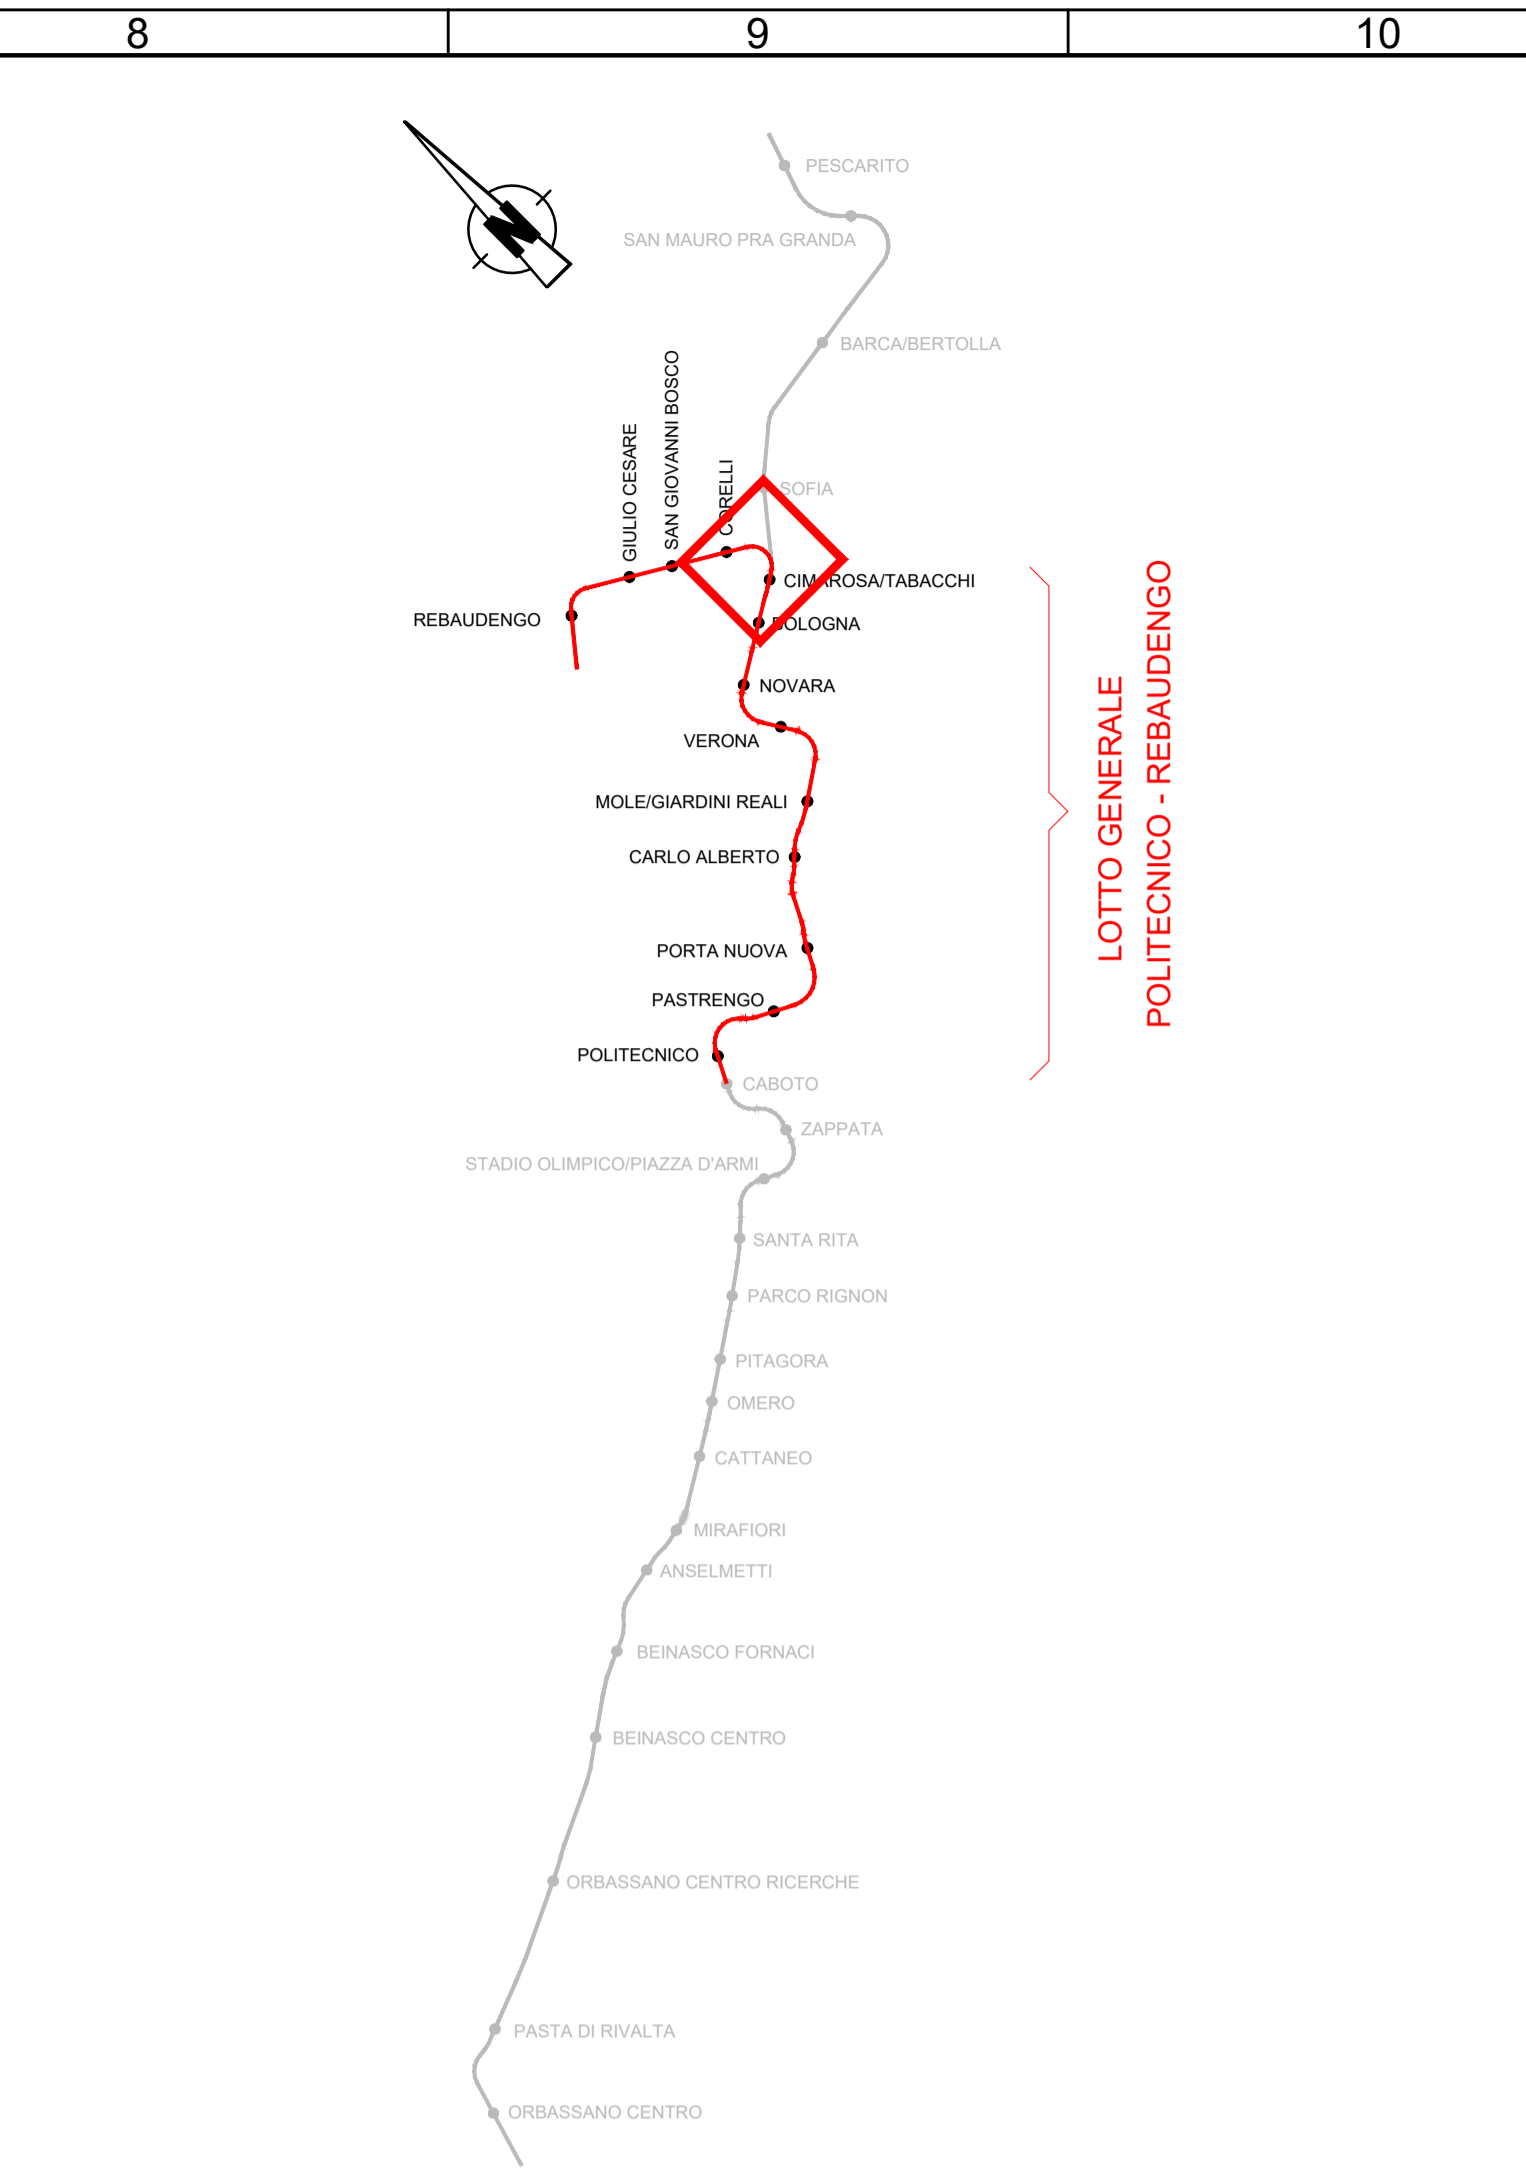 8
9
10
N
PESCARITO
SAN MAURO PRA GRANDA
BARCA/BERTOLLA
GIULIO CESARE
SAN GIOVANNI BOSCO
CORELLI
SOFIA
CIMAROSA/TABACCHI
REBAUDENGO
BOLOGNA
NOVARA
VERONA
MOLE/GIARDINI REALI
CARLO ALBERTO
PORTA NUOVA
PASTRENGO
POLITECNICO
LOTTO GENERALE
POLITECNICO - REBAUDENGO
CABOTO
ZAPPATA
STADIO OLIMPICO/PIAZZA D'ARMI
SANTA RITA
PARCO RIGNON
PITAGORA
OMERO
CATTANEO
MIRAFIORI
ANSELMETTI
BEINASCO FORNACI
BEINASCO CENTRO
ORBASSANO CENTRO RICERCHE
PASTA DI RIVALTA
ORBASSANO CENTRO